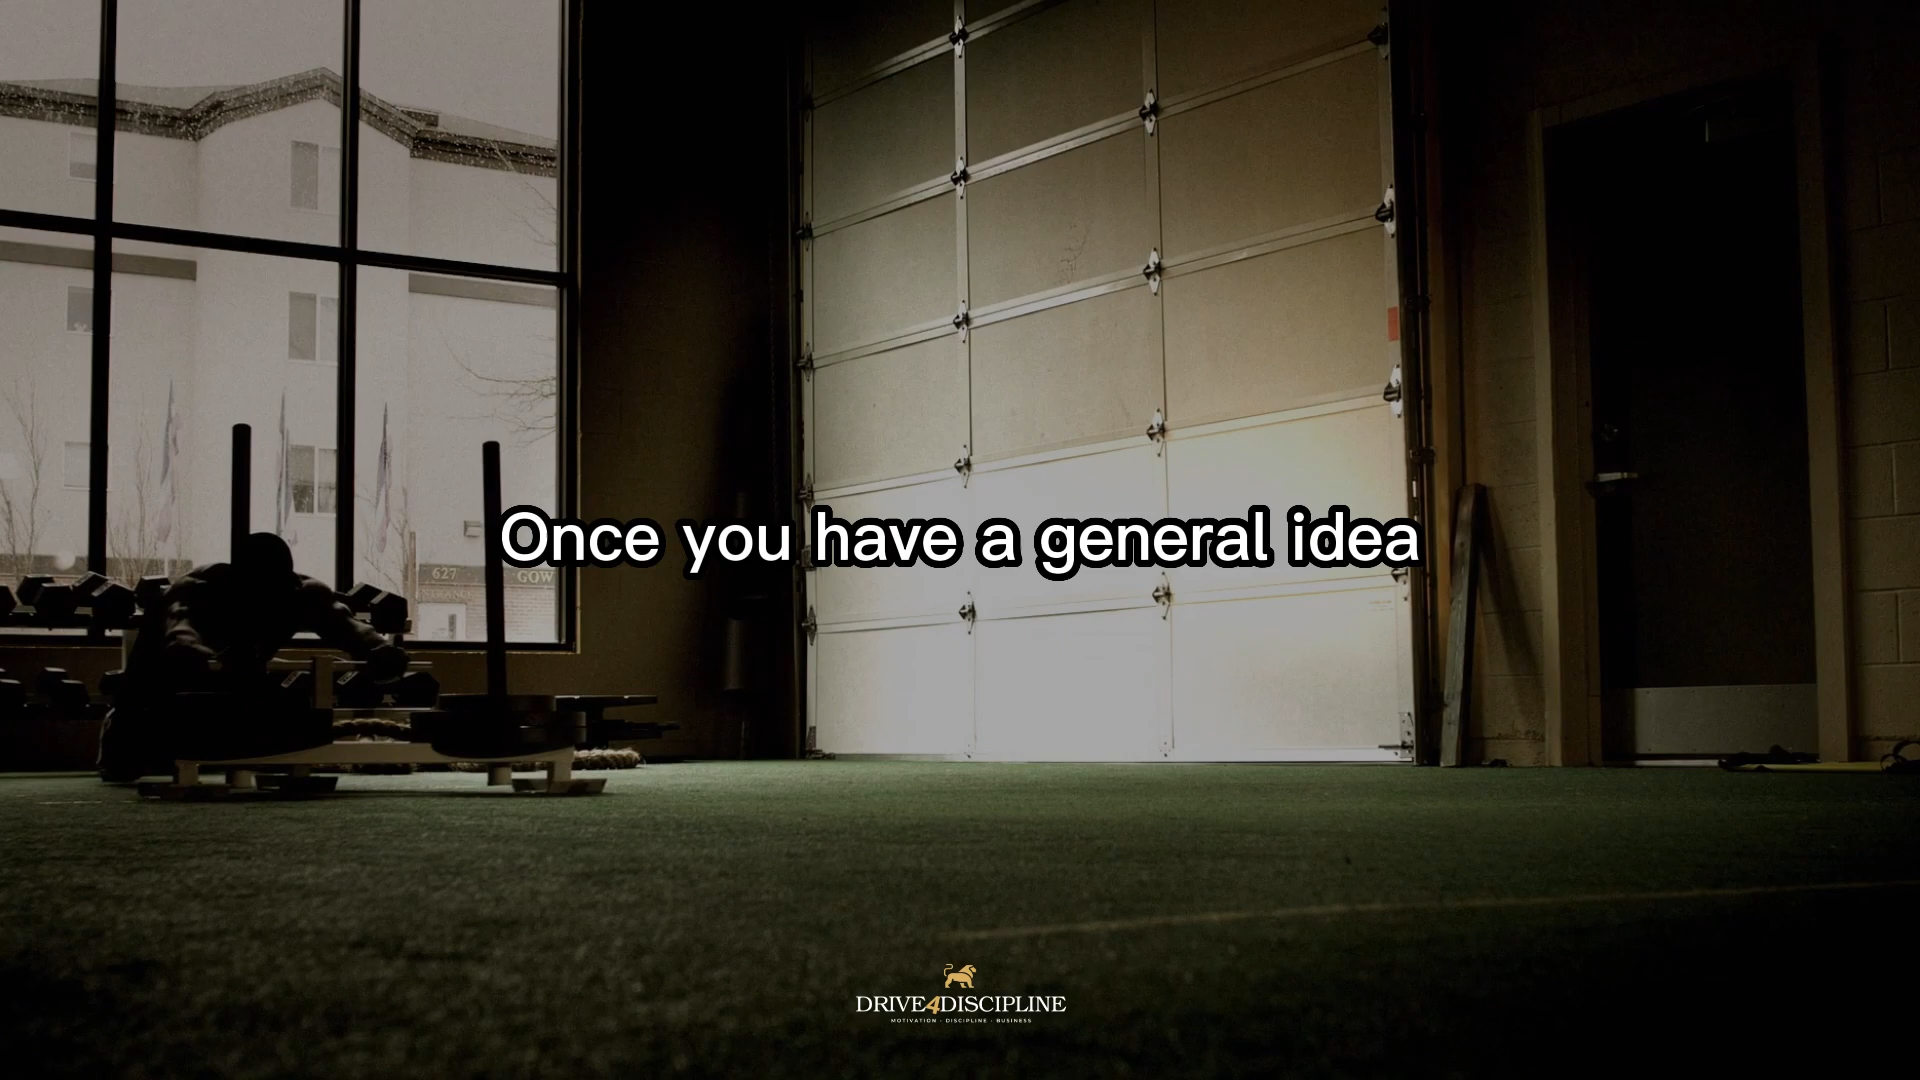 627
GOW
Once you have a general idea
DRIVE4DISCIPLINE
MOTIVATION · DISCIPLINE · BUSINESS